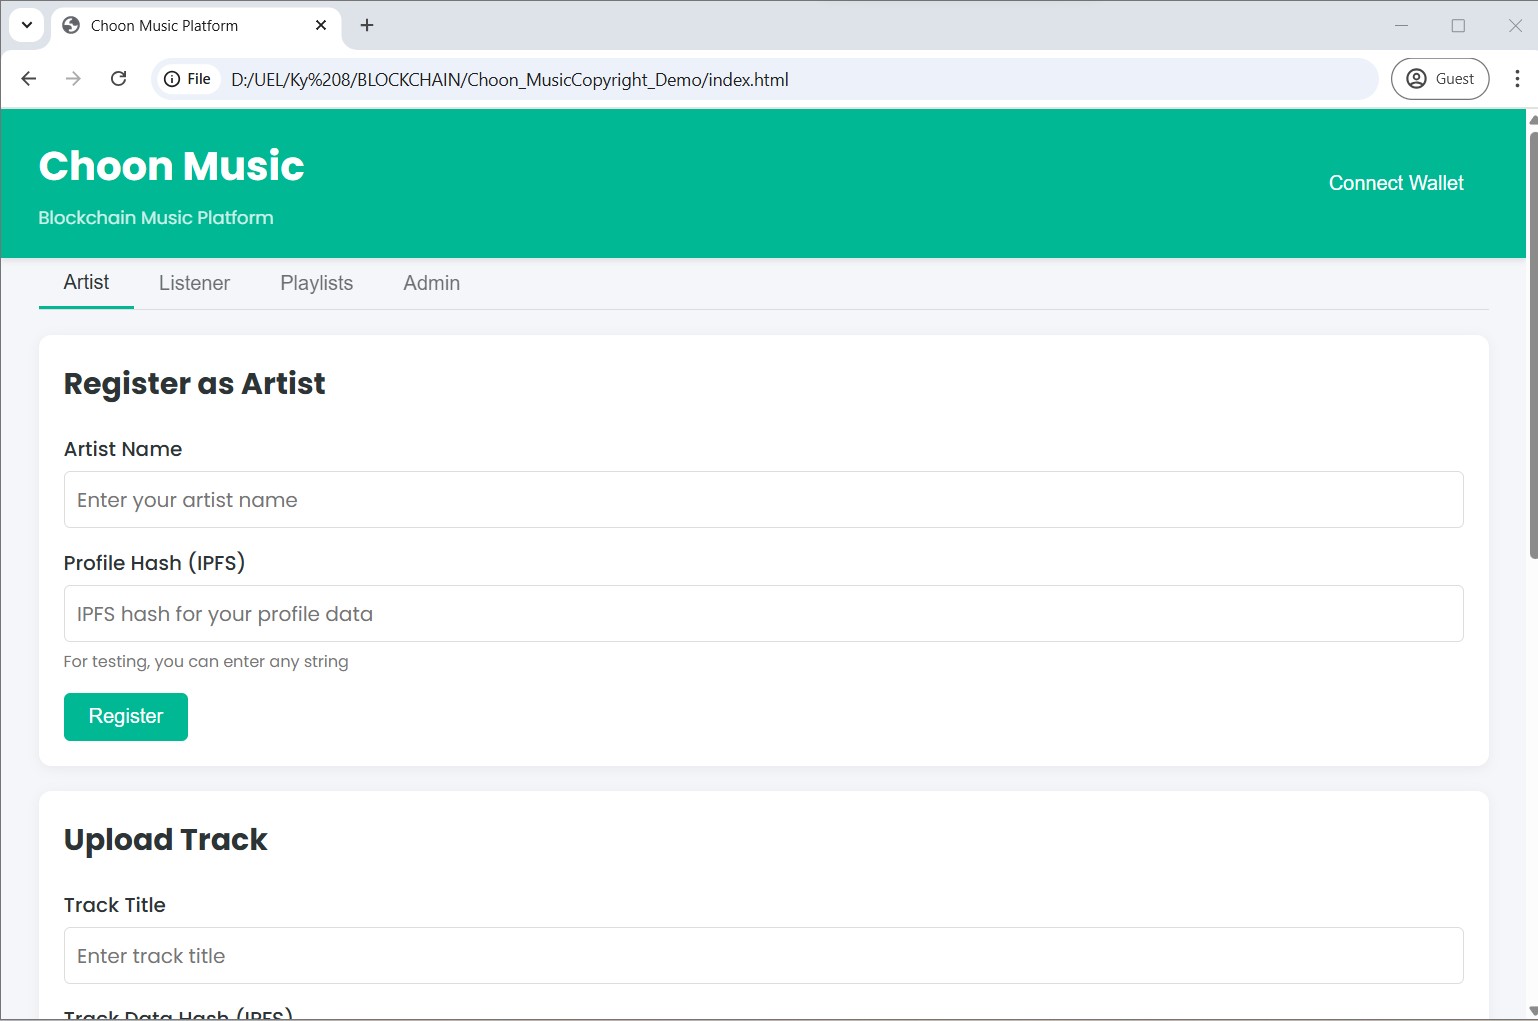 Choon Music Platform
File
D:/UEL/Ky%208/BLOCKCHAIN/Choon_MusicCopyright_Demo/index.html
Guest
Choon Music
Blockchain Music Platform
Connect Wallet
Artist
Listener
Playlists
Admin
Register as Artist
Artist Name
Enter your artist name
Profile Hash (IPFS)
IPFS hash for your profile data
For testing, you can enter any string
Register
Upload Track
Track Title
Enter track title
Track Data Hash (IPFS)